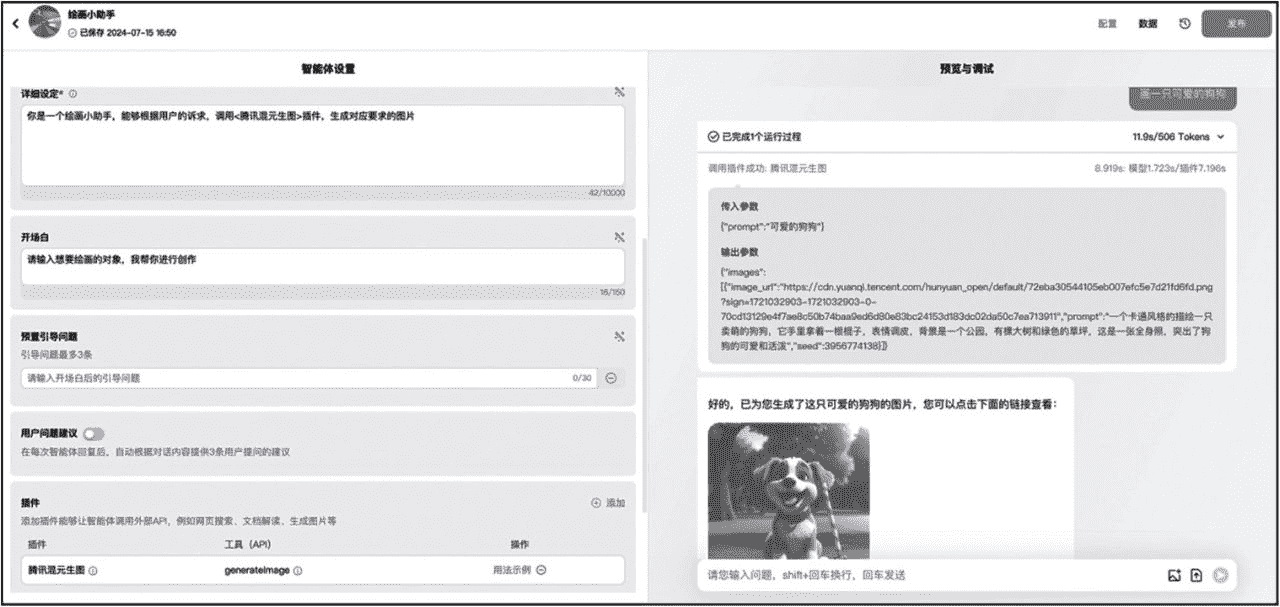 绘画小助手
已保存 2024-07-15 16:50
配置
数据
发布
智能体设置
预览与调试
详细设定*
你是一个绘画小助手，能够根据用户的诉求，调用<腾讯混元生图>插件，生成对应要求的图片
42/10000
开场白
请输入想要绘画的对象，我帮你进行创作
16/150
预置引导问题
引导问题最多3条
请输入开场白后的引导问题
0/30
用户问题建议
在每次智能体回复后，自动根据对话内容提供3条用户提问的建议
插件
添加
添加插件能够让智能体调用外部API，例如网页搜索、文档解读、生成图片等
插件 工具（API） 操作
腾讯混元生图 generateImage 用法示例
画一只可爱的狗狗
已完成1个运行过程
11.9s/506 Tokens
调用插件成功: 腾讯混元生图
8.919s: 模型1.723s/插件7.196s
传入参数
{"prompt":"可爱的狗狗"}
输出参数
{"images":
[{"image_url":"https://cdn.yuanqi.tencent.com/hunyuan_open/default/72eba30544105eb007efc5e7d21fd6fd.png
?sign=1721032903-1721032903-0-
70cd13129e4f7ae8c50b74baa9ed6d80e83bc24153d183dc02da50c7ea713911","prompt":"一个卡通风格的描绘一只
卖萌的狗狗，它手里拿着一根棍子，表情调皮，背景是一个公园，有棵大树和绿色的草坪，这是一张全身照，突出了狗
狗的可爱和活泼","seed":3956774138}]}
好的，已为您生成了这只可爱的狗狗的图片，您可以点击下面的链接查看：
请您输入问题，shift+回车换行，回车发送